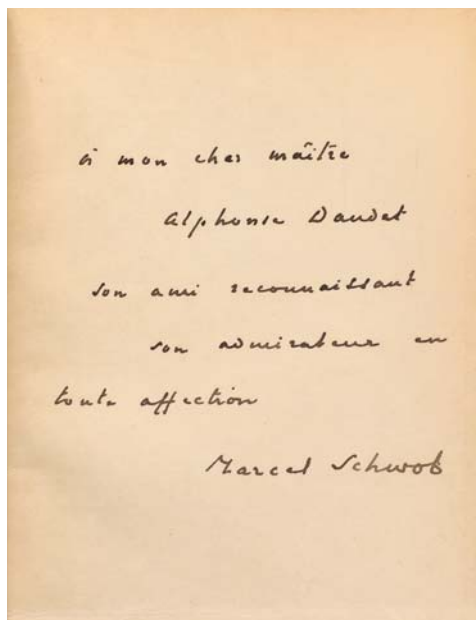 à mon cher maître
Alphonse Daudet
son ami reconnaissant
son admirateur en
toute affection
Marcel Schwob